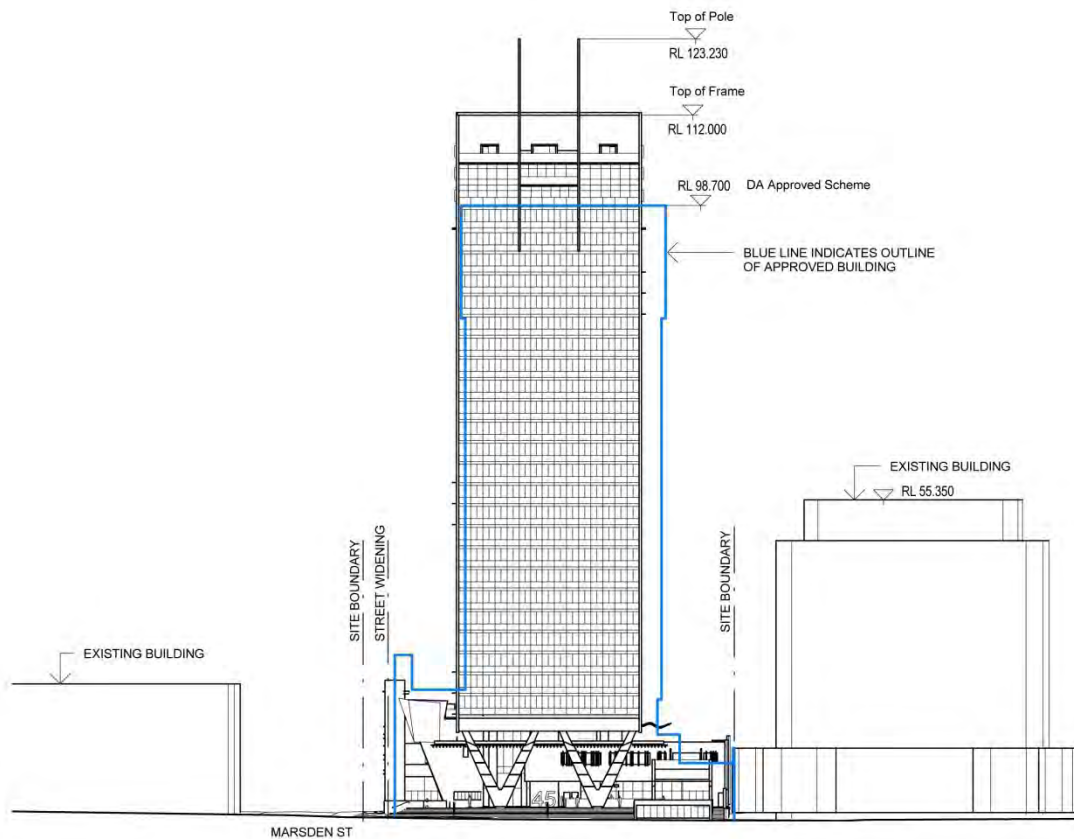 Top of Pole
RL 123.230
Top of Frame
RL 112.000
RL 98.700 DA Approved Scheme
BLUE LINE INDICATES OUTLINE
OF APPROVED BUILDING
EXISTING BUILDING
RL 55.350
SITE BOUNDARY
STREET WIDENING
SITE BOUNDARY
EXISTING BUILDING
45
MARSDEN ST